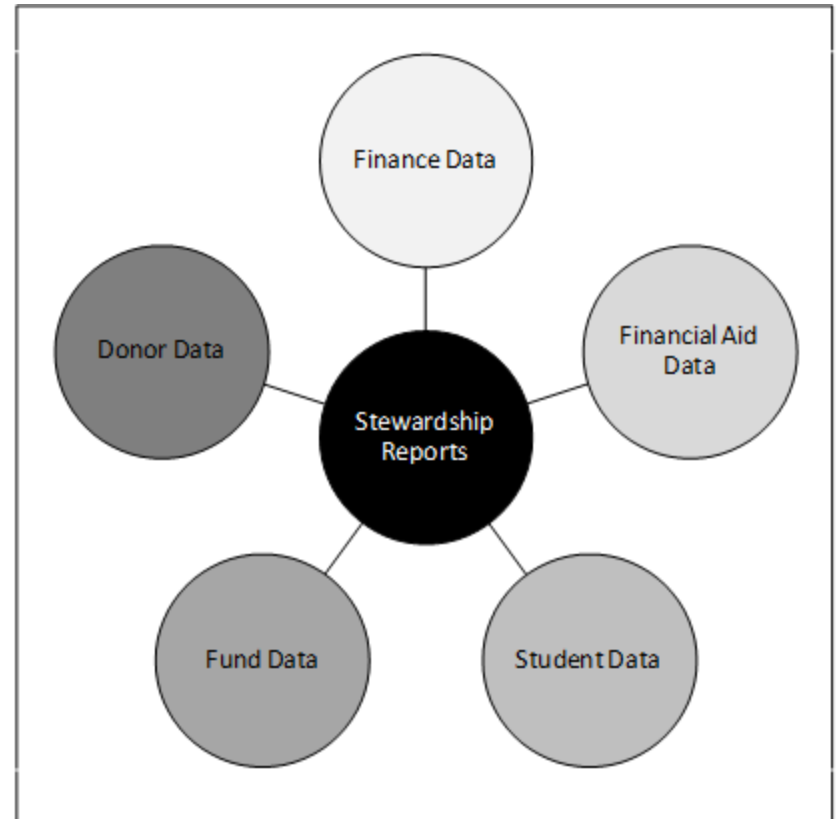 Finance Data
Donor Data
Financial Aid
Data
Stewardship
Reports
Fund Data
Student Data